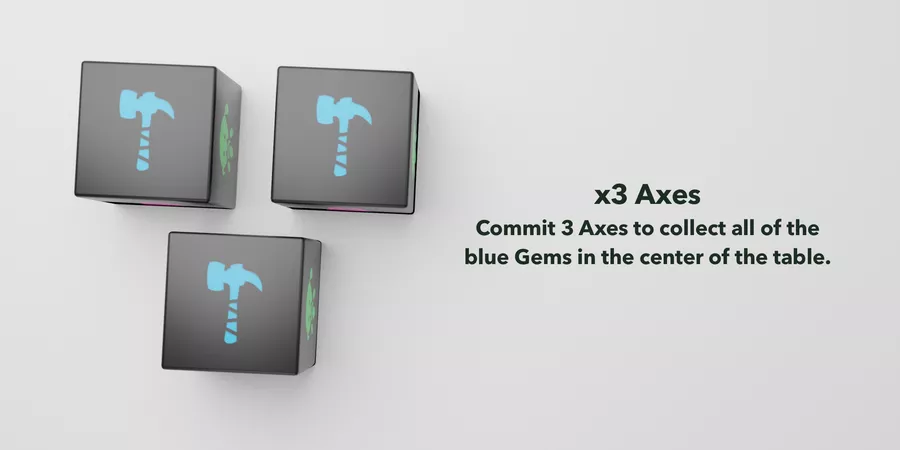 x3 Axes
Commit 3 Axes to collect all of the
blue Gems in the center of the table.